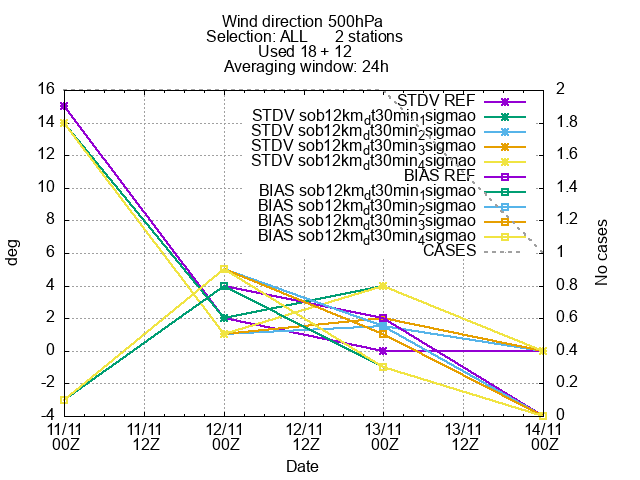 Wind direction 500hPa
Selection: ALL 2 stations
Used 18 + 12
Averaging window: 24h
16
14
12
10
8
6
4
2
0
-2
-4
deg
2
1.8
1.6
1.4
1.2
1
0.8
0.6
0.4
0.2
0
No cases
STDV REF
STDV sob12km_dt30min_1sigmao
STDV sob12km_dt30min_2sigmao
STDV sob12km_dt30min_3sigmao
STDV sob12km_dt30min_4sigmao
BIAS REF
BIAS sob12km_dt30min_1sigmao
BIAS sob12km_dt30min_2sigmao
BIAS sob12km_dt30min_3sigmao
BIAS sob12km_dt30min_4sigmao
CASES
11/11 11/11 12/11 12/11 13/11 13/11 14/11
00Z 12Z 00Z 12Z 00Z 12Z 00Z
Date